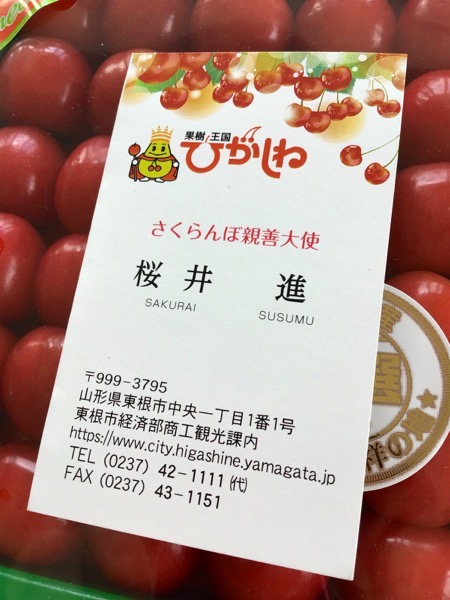 果樹王国
ひがしね
さくらんぼ親善大使
桜井 進
SAKURAI SUSUMU
〒999-3795
山形県東根市中央一丁目1番1号
東根市経済部商工観光課内
https://www.city.higashine.yamagata.jp
TEL (0237) 42-1111 ㈹
FAX (0237) 43-1151